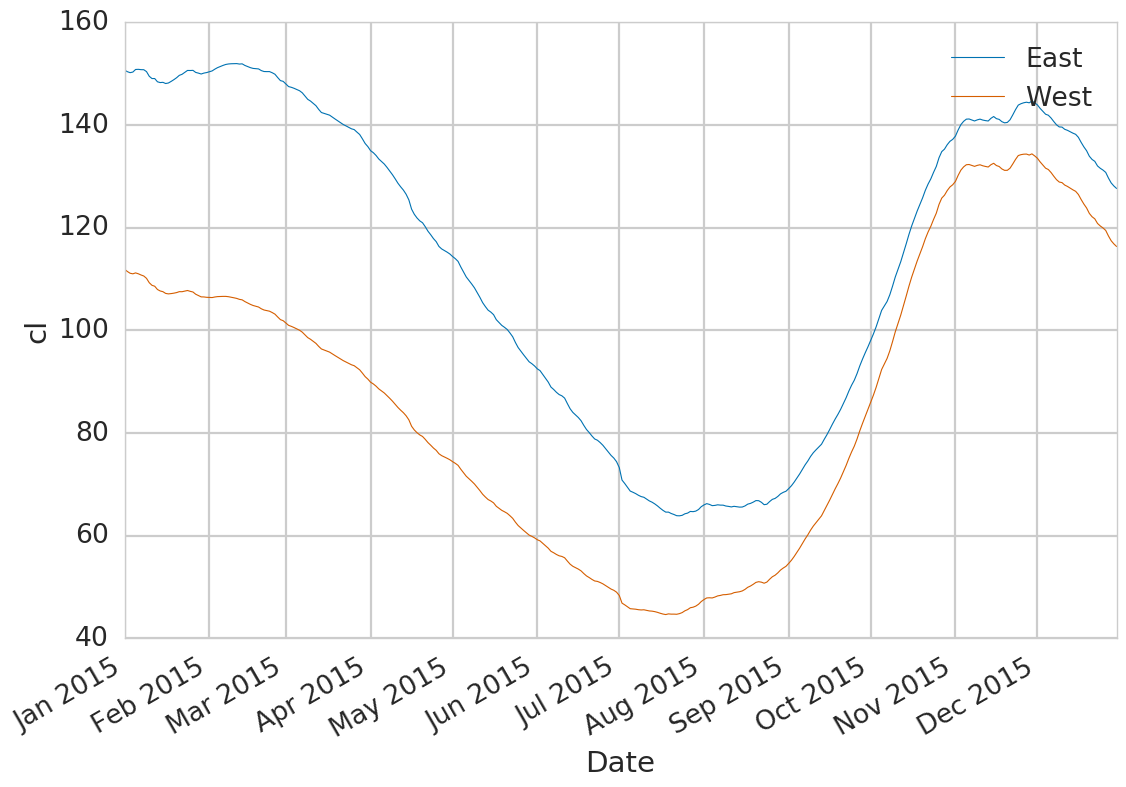 160
140
120
100
80
60
40
cl
East
West
Jan 2015
Feb 2015
Mar 2015
Apr 2015
May 2015
Jun 2015
Jul 2015
Aug 2015
Sep 2015
Oct 2015
Nov 2015
Dec 2015
Date